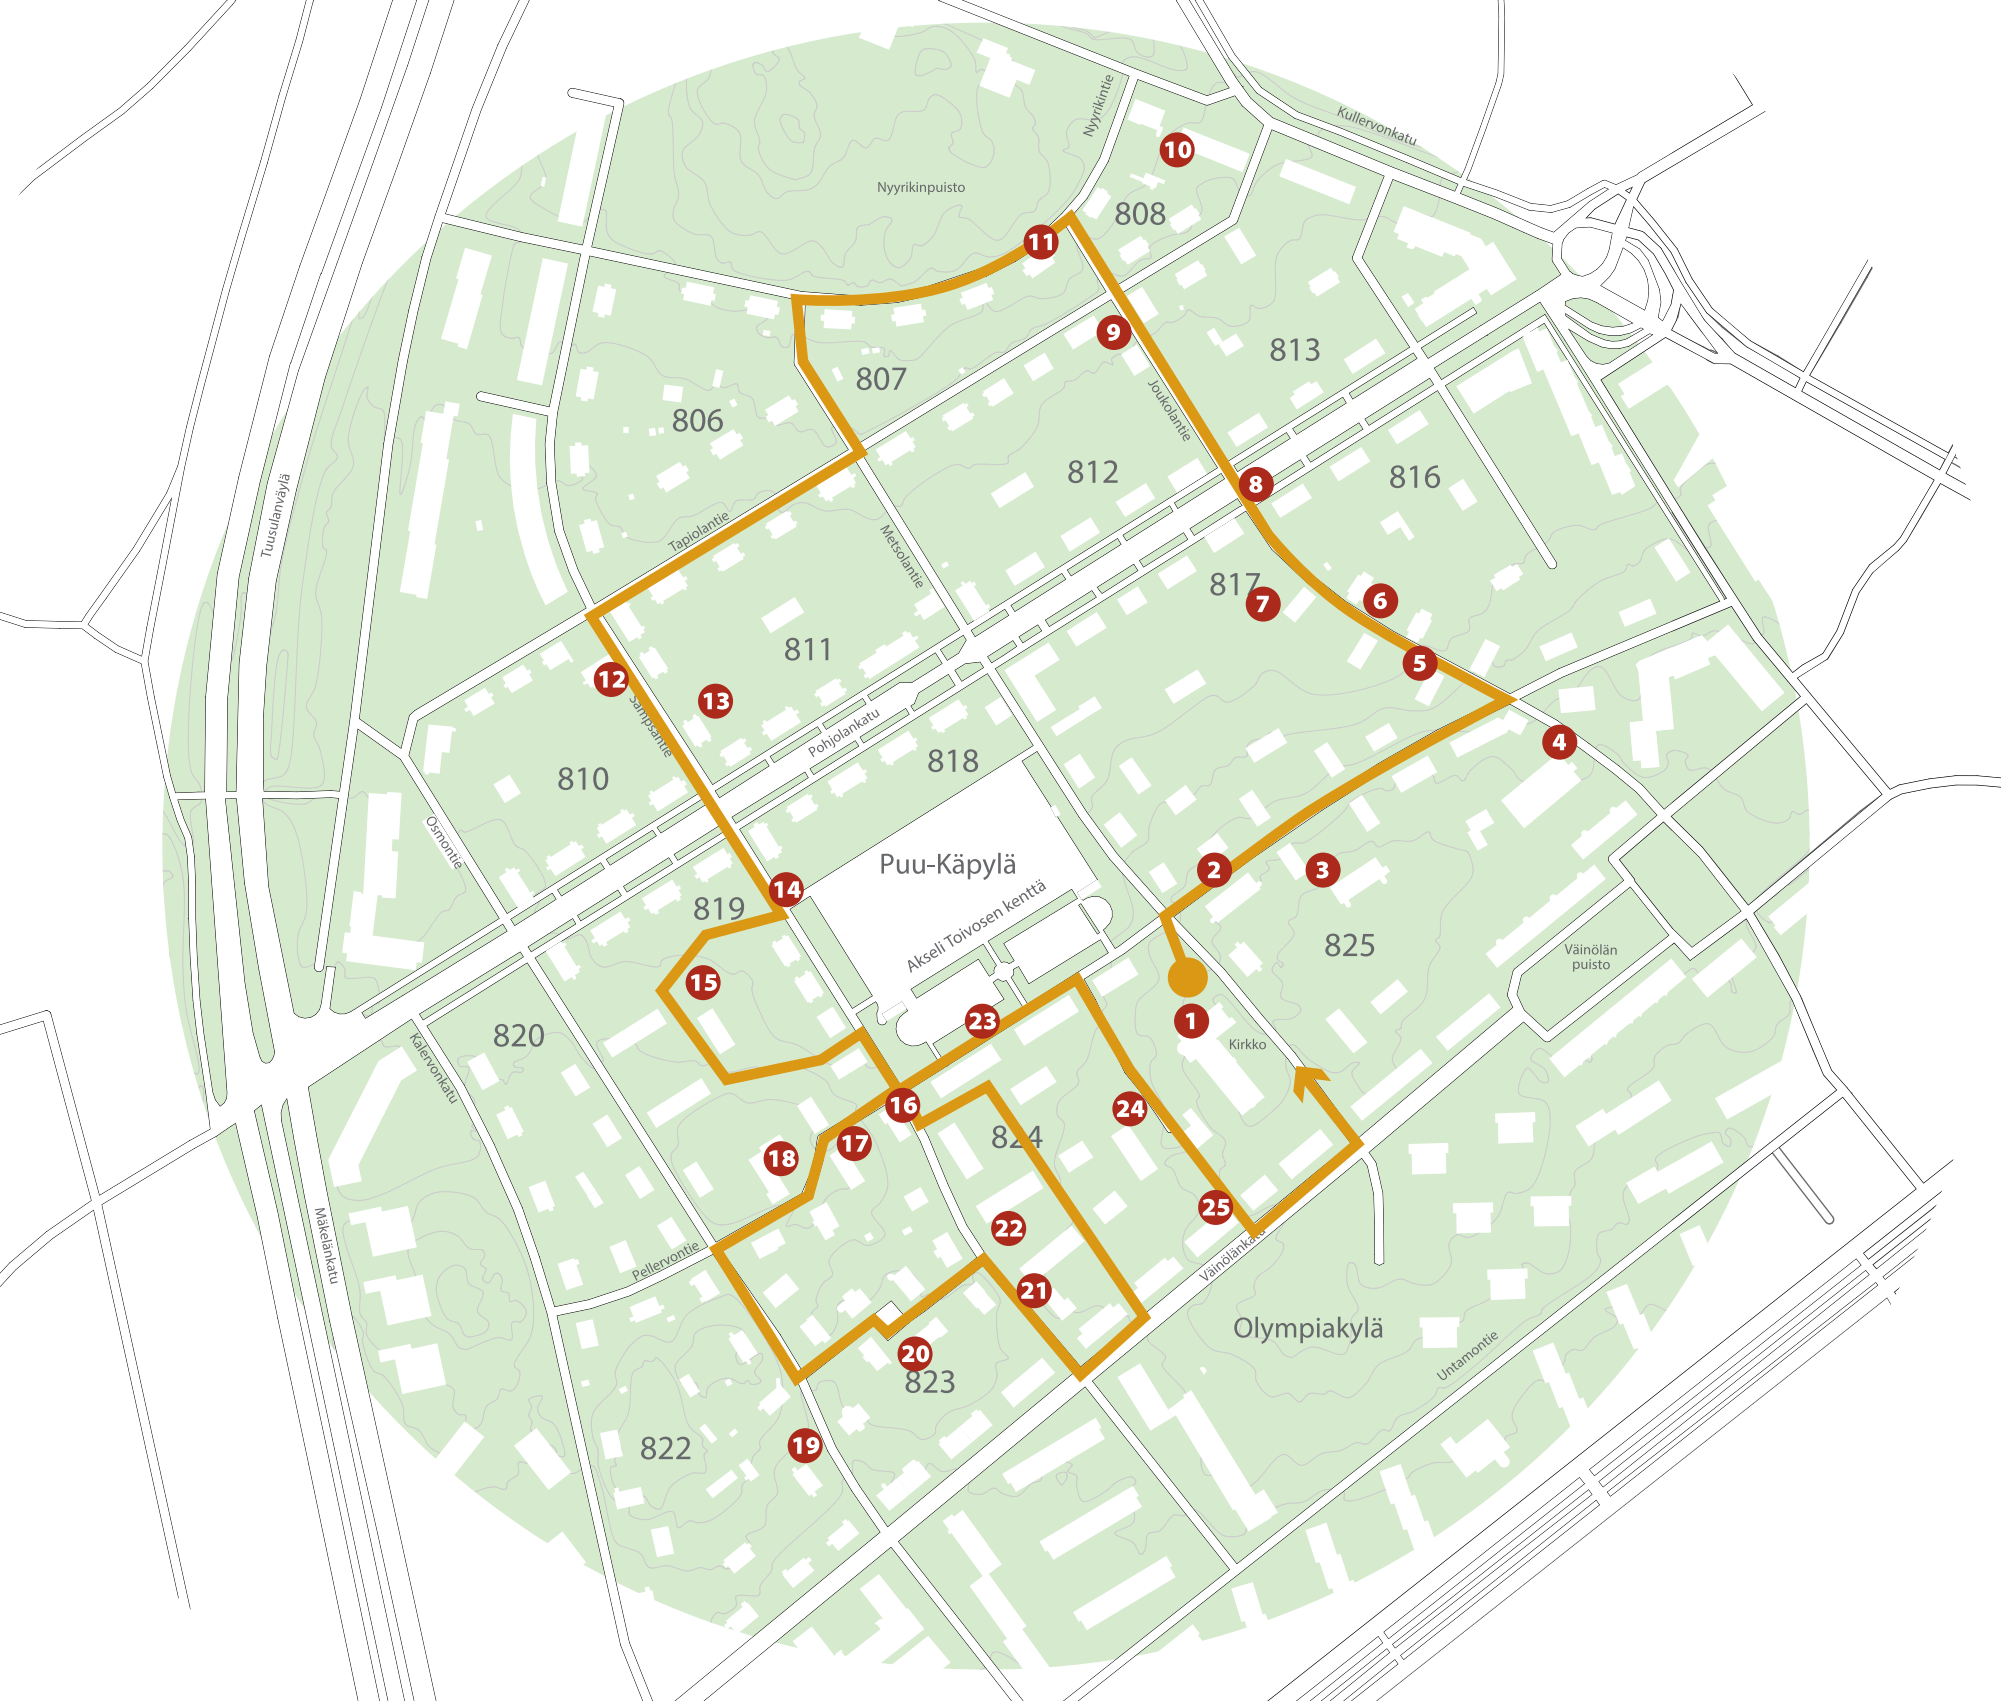 Kullervonkatu
Nyyrikintie
10
Nyyrikinpuisto
808
11
9
813
807
Joukolantie
806
812
816
8
Tuusulanväylä
Tapiolantie
Metsolantie
817
7
6
811
5
12
13
Sampsantie
Pohjolankatu
4
818
810
Osmontie
Puu-Käpylä
2
3
14
819
Akseli Toivosen kenttä
825
Väinölän
puisto
15
23
1
820
Kirkko
Kalervonkatu
16
24
17
824
18
25
22
Mäkelänkatu
Pellervontie
Väinölänkatu
21
Olympiakylä
20
Untamontie
823
19
822